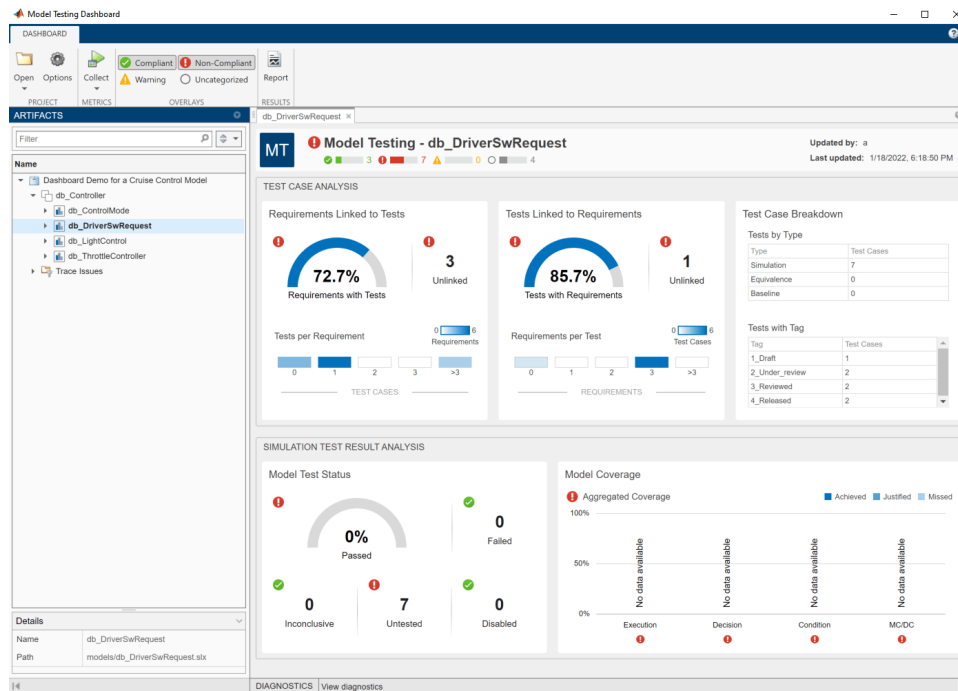 Model Testing Dashboard
DASHBOARD
Open
Options
Collect
Compliant
Non-Compliant
Warning
Uncategorized
Report
PROJECT
METRICS
OVERLAYS
RESULTS
ARTIFACTS
Filter
Name
Dashboard Demo for a Cruise Control Model
db_Controller
db_ControlMode
db_DriverSwRequest
db_LightControl
db_ThrottleController
Trace Issues
Details
Name db_DriverSwRequest
Path models/db_DriverSwRequest.slx
db_DriverSwRequest ×
MT
Model Testing - db_DriverSwRequest
3 7 0 4
Updated by: a
Last updated: 1/18/2022, 6:18:50 PM
TEST CASE ANALYSIS
Requirements Linked to Tests
72.7%
Requirements with Tests
3
Unlinked
Tests per Requirement
0 6
Requirements
0 1 2 3 >3
TEST CASES
Tests Linked to Requirements
85.7%
Tests with Requirements
1
Unlinked
Requirements per Test
0 6
Test Cases
0 1 2 3 >3
REQUIREMENTS
Test Case Breakdown
Tests by Type
Type Test Cases
Simulation 7
Equivalence 0
Baseline 0
Tests with Tag
Tag Test Cases
1_Draft 1
2_Under_review 2
3_Reviewed 2
4_Released 2
SIMULATION TEST RESULT ANALYSIS
Model Test Status
0%
Passed
0
Failed
0
Inconclusive
7
Untested
0
Disabled
Model Coverage
Aggregated Coverage
Achieved Justified Missed
100%
50%
0%
No data available
No data available
No data available
No data available
Execution Decision Condition MC/DC
DIAGNOSTICS View diagnostics